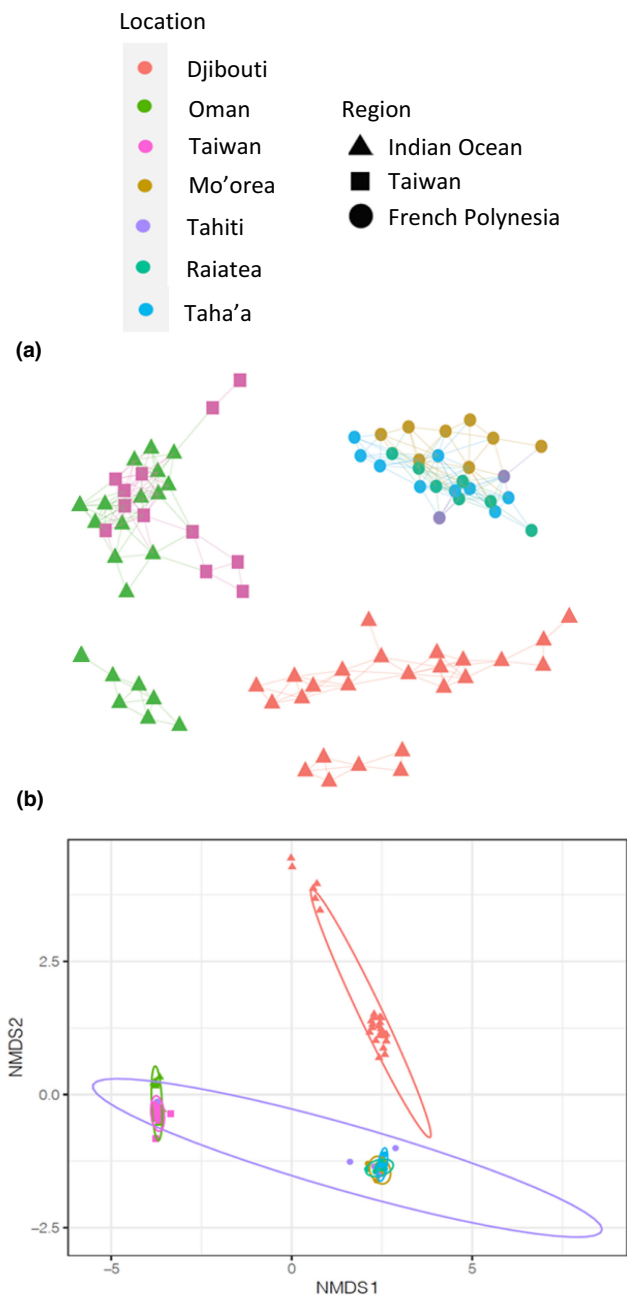 Location
Djibouti
Oman
Taiwan
Mo'orea
Tahiti
Raiatea
Taha'a
Region
Indian Ocean
Taiwan
French Polynesia
(a)
(b)
2.5
0.0
−2.5
NMDS2
−5
0
5
NMDS1